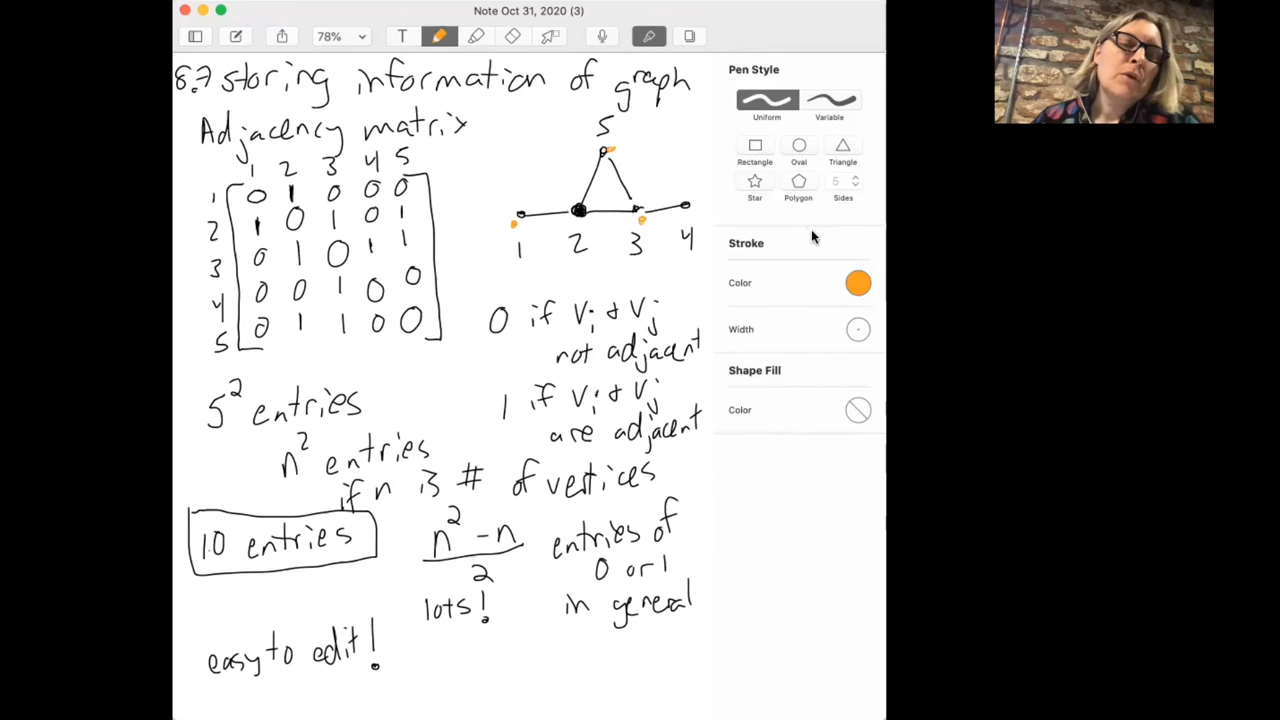 Note Oct 31, 2020 (3)
78%
T
8.7 storing information of graph
Adjacency matrix
1 2 3 4 5
1 0 1 0 0 0
2 1 0 1 0 1
3 0 1 0 1 1
4 0 0 1 0 0
5 0 1 1 0 0
5
1 2 3 4
0 if Vi + Vj
not adjacent
1 if Vi + Vj
are adjacent
5² entries
n² entries
if n is # of vertices
10 entries
n² - n
2
entries of
0 or 1
in general
lots!
easy to edit!
Pen Style
Uniform Variable
Rectangle Oval Triangle
5
Star Polygon Sides
Stroke
Color
Width
Shape Fill
Color